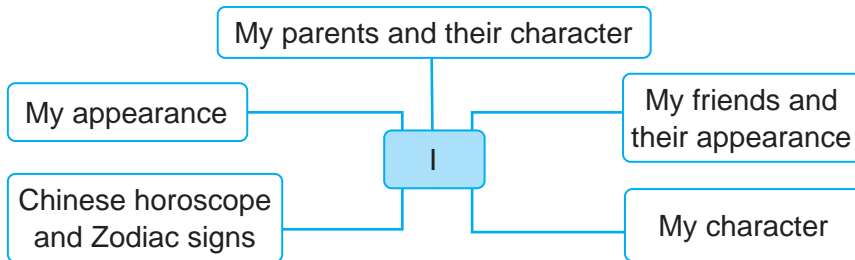 My parents and their character
My appearance
My friends and
their appearance
I
Chinese horoscope
and Zodiac signs
My character